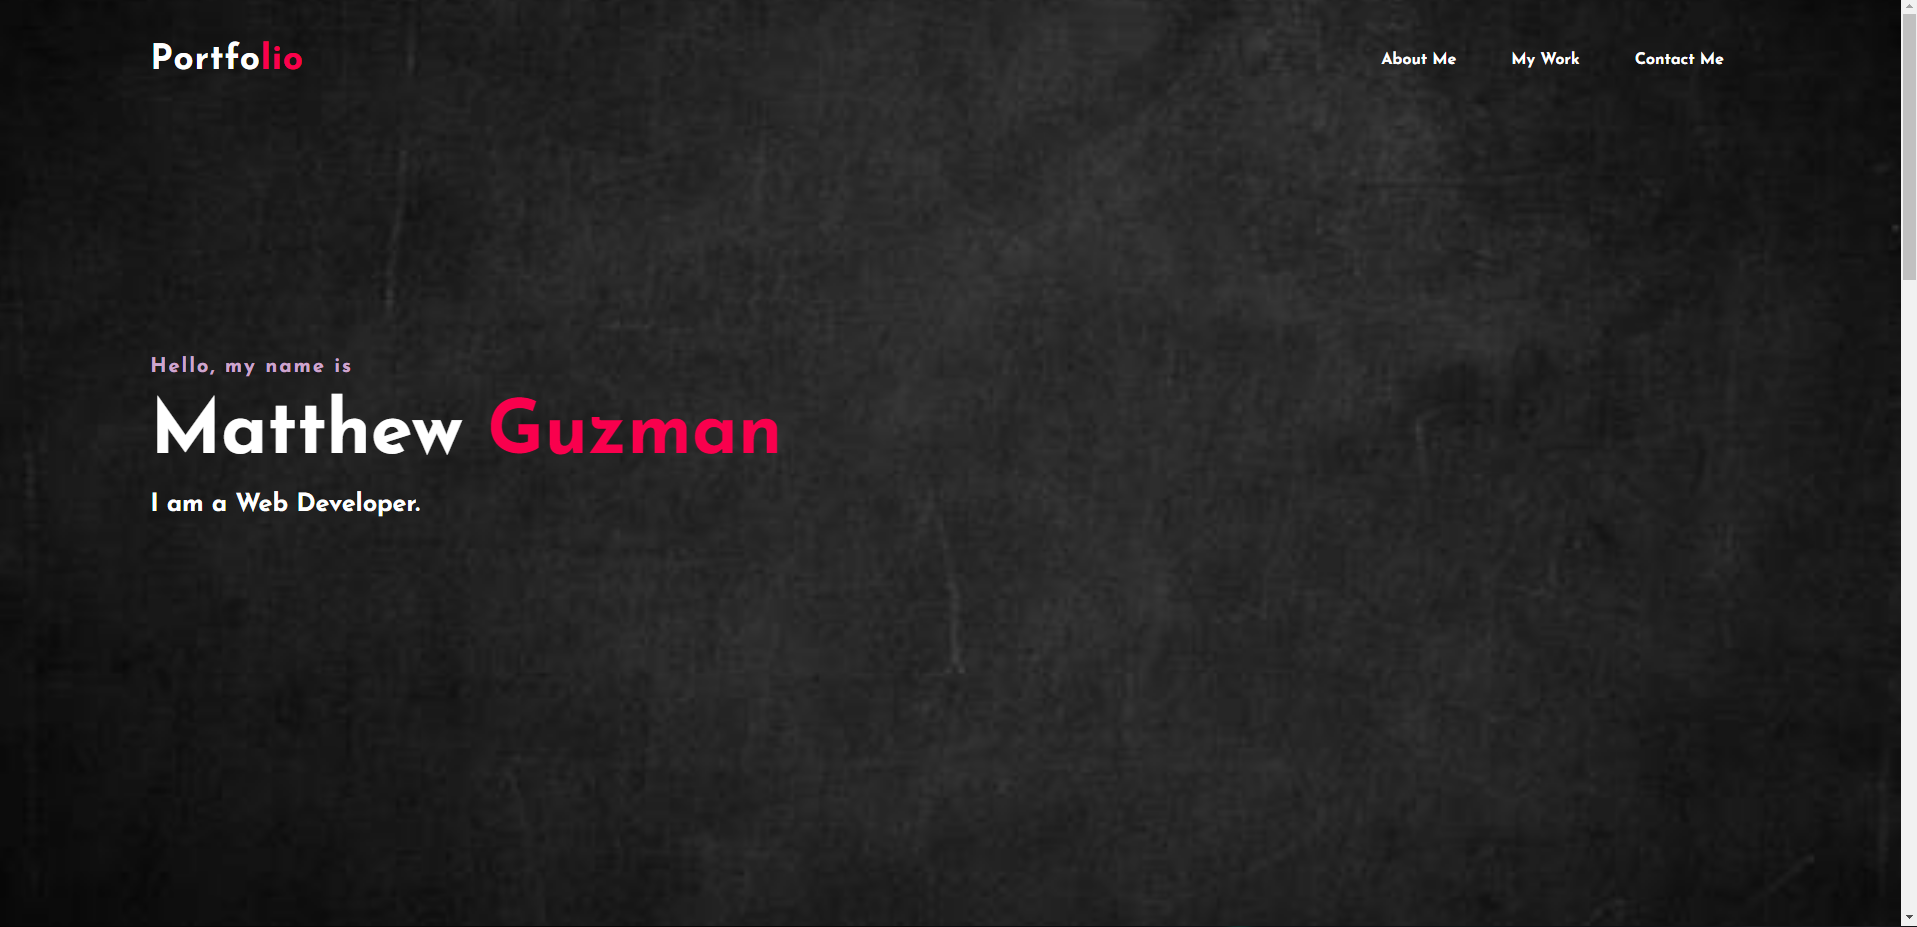 Portfolio
About Me
My Work
Contact Me
Hello, my name is
Matthew Guzman
I am a Web Developer.